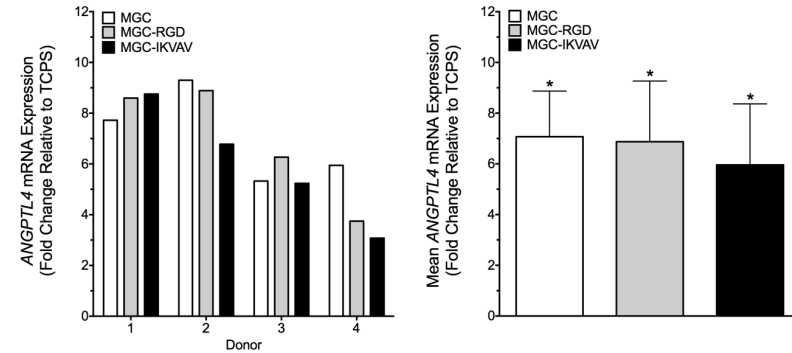 ANGPTL4 mRNA Expression
(Fold Change Relative to TCPS)
12
10
8
6
4
2
0
MGC
MGC-RGD
MGC-IKVAV
1 2 3 4
Donor
Mean ANGPTL4 mRNA Expression
(Fold Change Relative to TCPS)
12
10
8
6
4
2
0
MGC
MGC-RGD
MGC-IKVAV
* * *